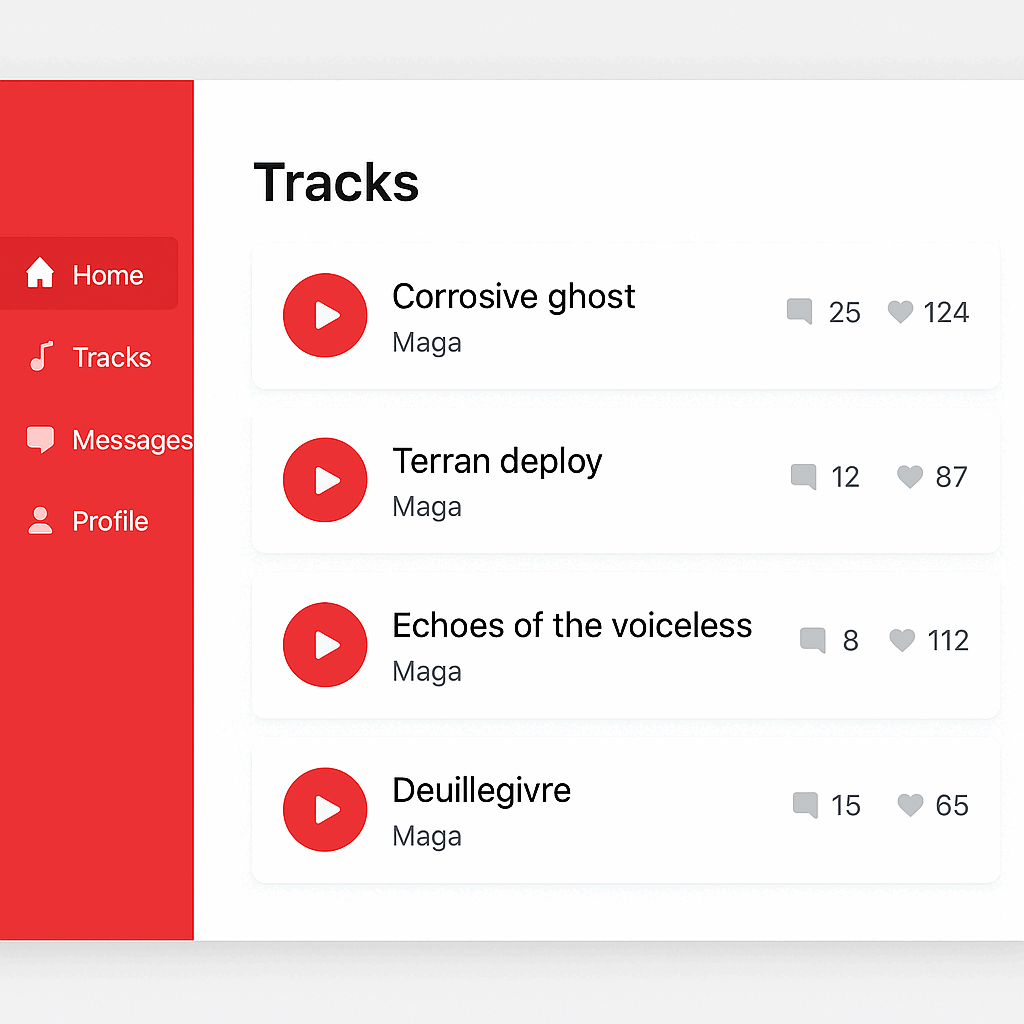 Home
Tracks
Messages
Profile
Tracks
Corrosive ghost
Maga
25 124
Terran deploy
Maga
12 87
Echoes of the voiceless
Maga
8 112
Deuillegivre
Maga
15 65